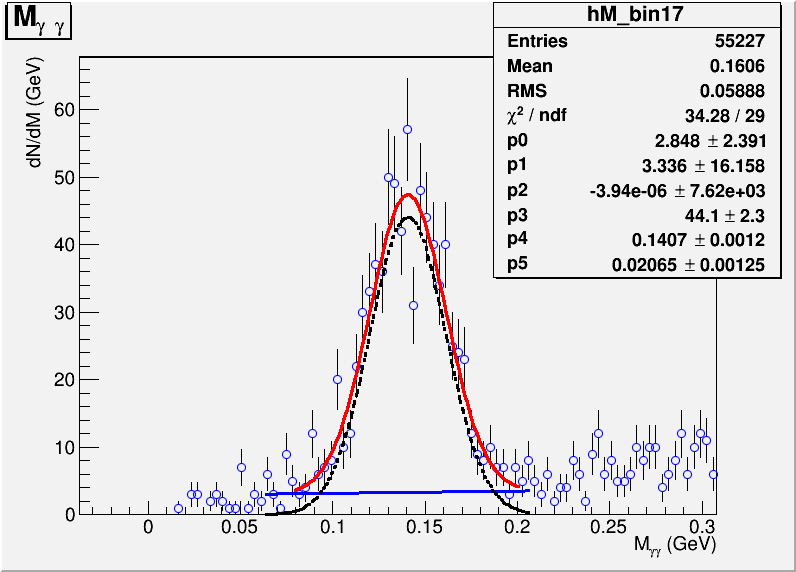 M γ γ
hM_bin17
Entries 55227
Mean 0.1606
RMS 0.05888
χ² / ndf 34.28 / 29
p0 2.848 ± 2.391
p1 3.336 ± 16.158
p2 -3.94e-06 ± 7.62e+03
p3 44.1 ± 2.3
p4 0.1407 ± 0.0012
p5 0.02065 ± 0.00125
dN/dM (GeV)
60
50
40
30
20
10
0
0 0.05 0.1 0.15 0.2 0.25 0.3
Mγγ (GeV)